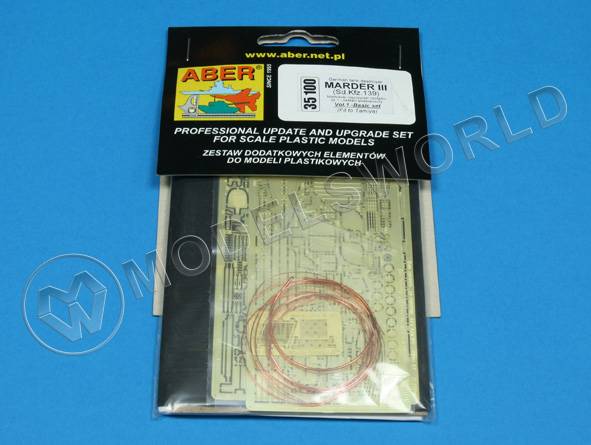 www.aber.net.pl
ABER
SINCE 1995
35 100
German tank destroyer
MARDER III
(Sd.Kfz.139)
Vol.1 -Basic set
(Fit to Tamiya)
PROFESSIONAL UPDATE AND UPGRADE SET
FOR SCALE PLASTIC MODELS
ZESTAW DODATKOWYCH ELEMENTÓW
DO MODELI PLASTIKOWYCH
MODELSWORLD